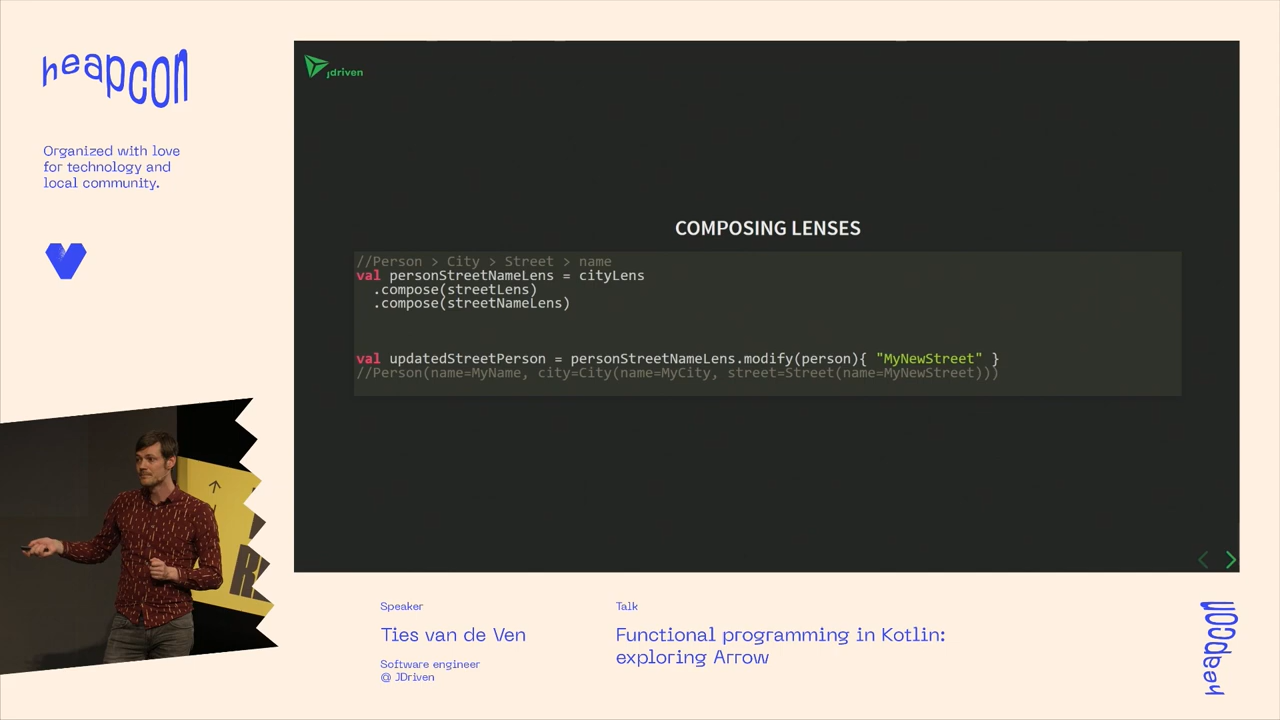 heapcon
Organized with love
for technology and
local community.
Jdriven
COMPOSING LENSES
//Person > City > Street > name
val personStreetNameLens = cityLens
.compose(streetLens)
.compose(streetNameLens)
val updatedStreetPerson = personStreetNameLens.modify(person){ "MyNewStreet" }
//Person(name=MyName, city=City(name=MyCity, street=Street(name=MyNewStreet)))
Speaker
Ties van de Ven
Software engineer
@ JDriven
Talk
Functional programming in Kotlin:
exploring Arrow
heapcon